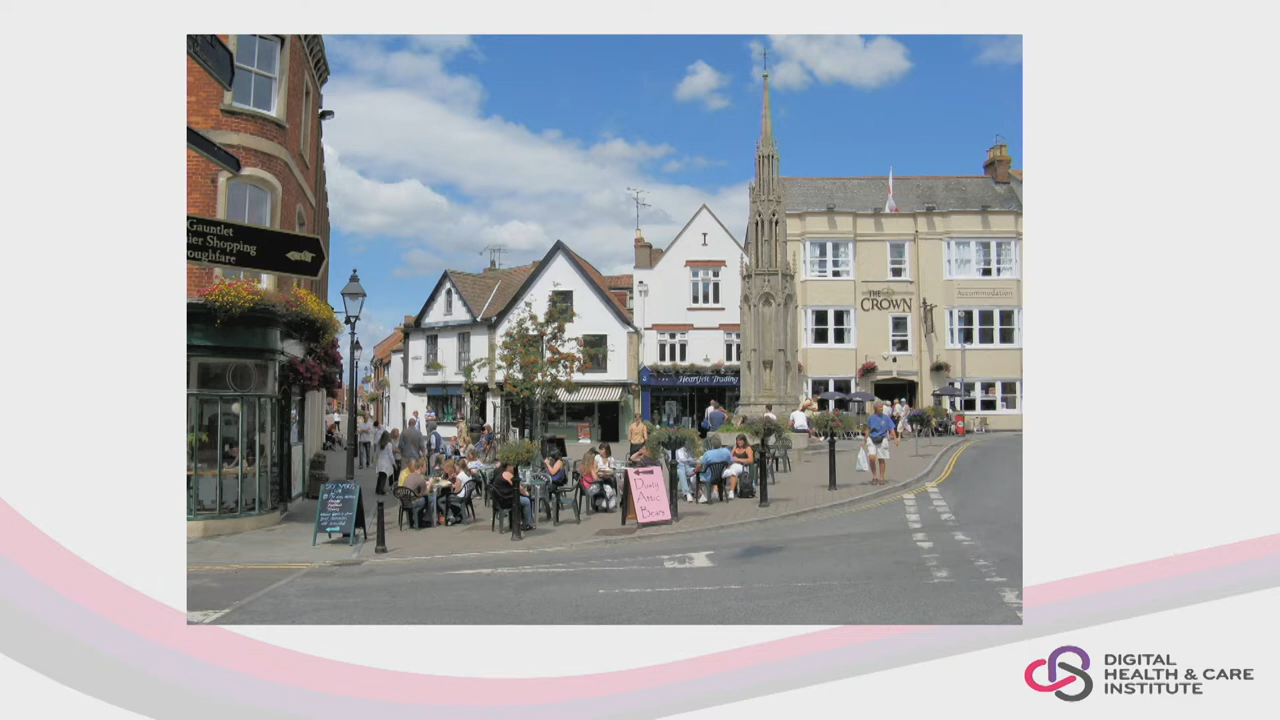 Gauntlet
ier Shopping
oughfare
THE
CROWN
Accommodation
Heartfelt Trading
Dusty
Attic
Bears
DIGITAL
HEALTH & CARE
INSTITUTE